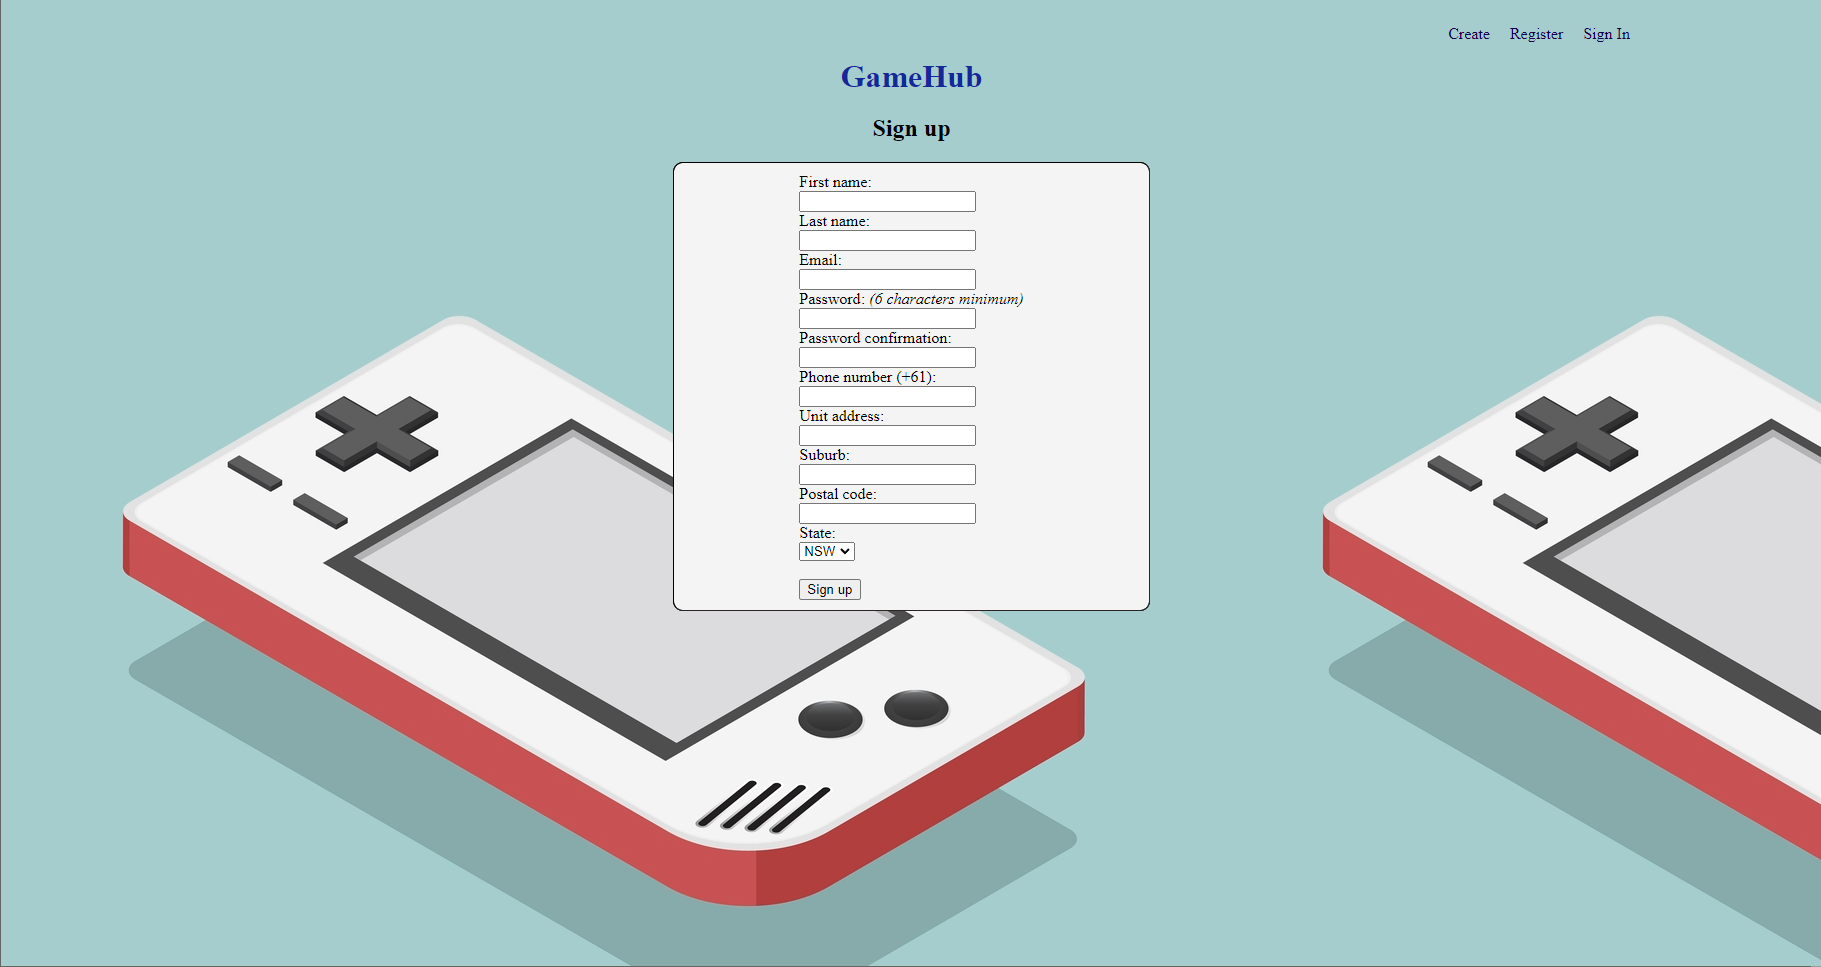 Create Register Sign In
GameHub
Sign up
First name:
Last name:
Email:
Password: (6 characters minimum)
Password confirmation:
Phone number (+61):
Unit address:
Suburb:
Postal code:
State:
NSW
Sign up